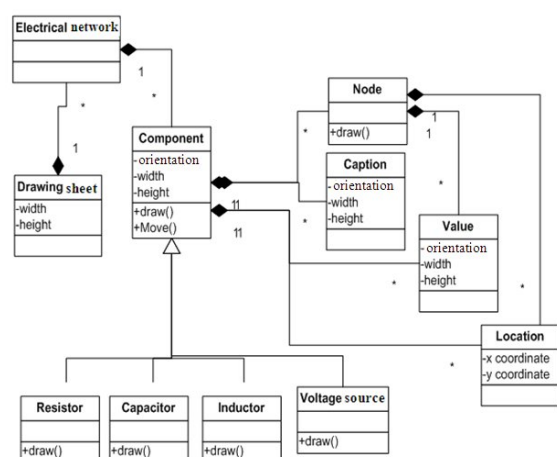 Electrical network
1
*
*
1
Drawing sheet
-width
-height
Component
- orientation
-width
-height
+draw()
+Move()
11
11
Node
+draw()
1
1
*
Caption
- orientation
-width
-height
*
*
Value
- orientation
-width
-height
*
*
*
Location
-x coordinate
-y coordinate
Resistor
+draw()
Capacitor
+draw()
Inductor
+draw()
Voltage source
+draw()